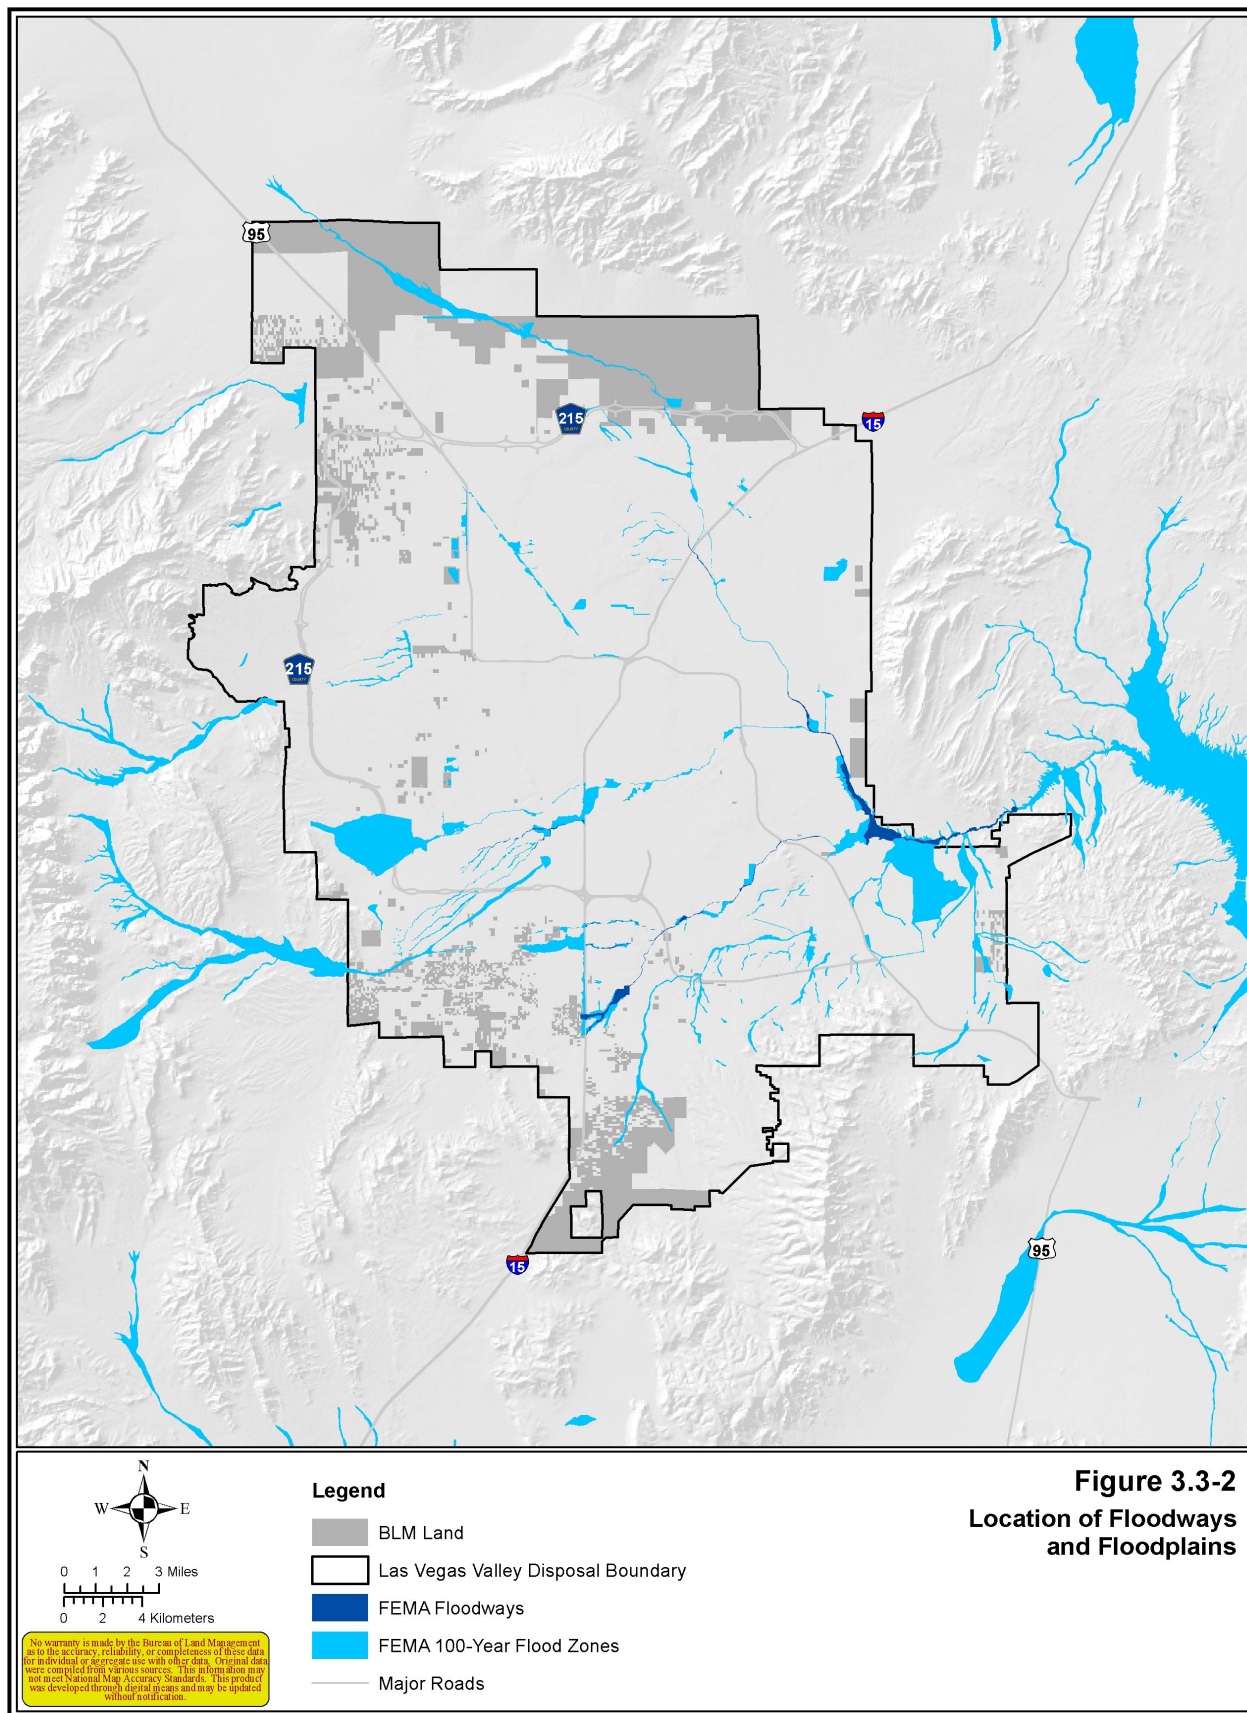 95
215
COUNTY
15
215
COUNTY
95
15
N
W
E
S
0 1 2 3 Miles
0 2 4 Kilometers
No warranty is made by the Bureau of Land Management
as to the accuracy, reliability, or completeness of these data
for individual or aggregate use with other data. Original data
were compiled from various sources. This information may
not meet National Map Accuracy Standards. This product
was developed through digital means and may be updated
without notification.
Legend
BLM Land
Las Vegas Valley Disposal Boundary
FEMA Floodways
FEMA 100-Year Flood Zones
Major Roads
Figure 3.3-2
Location of Floodways
and Floodplains